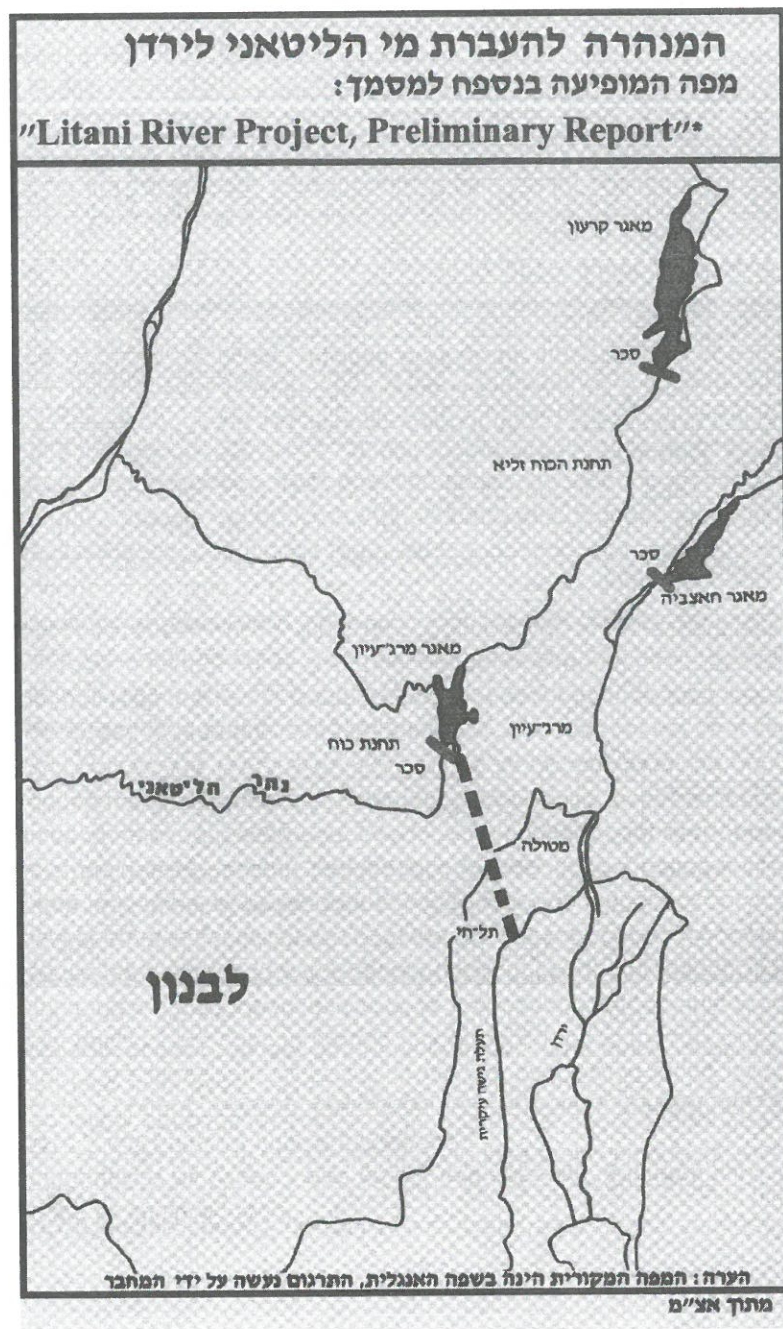 המנהרה להעברת מי הליטאני לירדן
מפה המופיעה בנספח למסמך:
"Litani River Project, Preliminary Report"*
מאגר קרעון
סכר
תחנת הכוח זליא
סכר
מאגר חאצביה
מאגר מרג'-עיון
מרג'-עיון
תחנת כוח
סכר
נהר הליטאני
מטולה
תל-חי
לבנון
ירדן
הערה: המפה המקורית הינה בשפה האנגלית, התרגום נעשה על ידי המחבר
מתוך אצ"מ